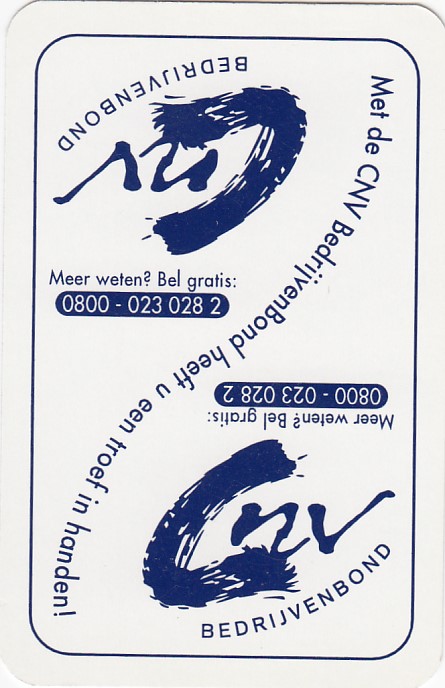 BEDRIJVENBOND
cnv
Meer weten? Bel gratis:
0800 - 023 028 2
Met de CNV BedrijvenBond heeft u een troef in handen!
0800 - 023 028 2
Meer weten? Bel gratis:
cnv
BEDRIJVENBOND